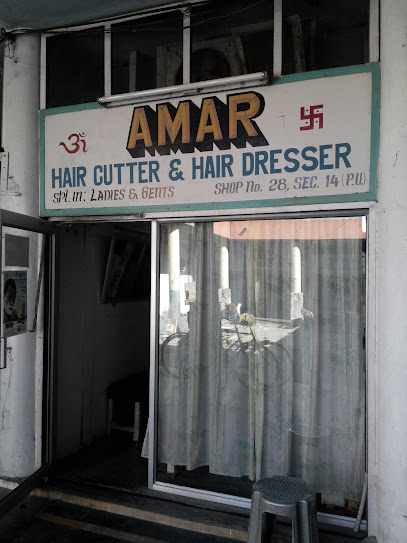 ॐ AMAR 卐
HAIR CUTTER & HAIR DRESSER
Spl. in: LADIES & GENTS SHOP No. 28, SEC. 14 (P.U)